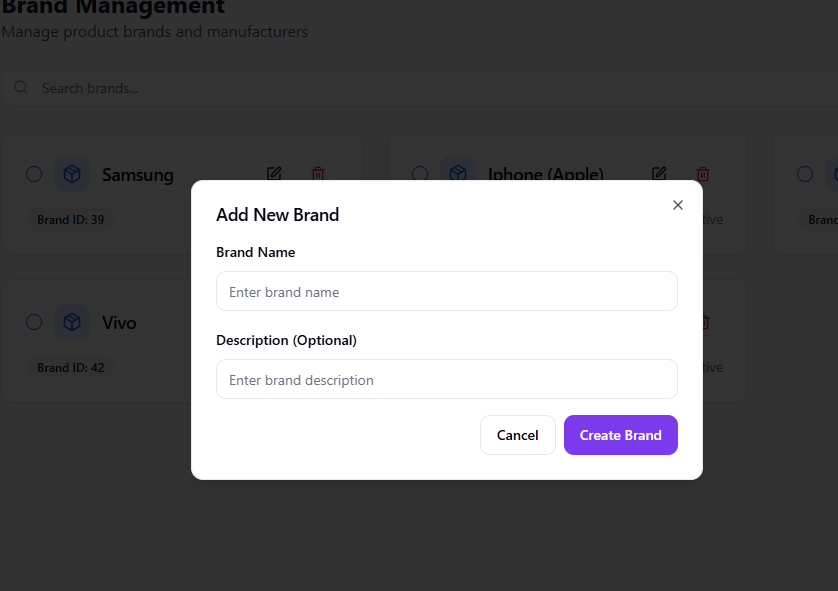 Brand Management
Manage product brands and manufacturers
Search brands...
Samsung
Iphone (Apple)
Brand ID: 39
tive
Brand
Add New Brand
Brand Name
Enter brand name
Description (Optional)
Enter brand description
Cancel
Create Brand
Vivo
Brand ID: 42
tive